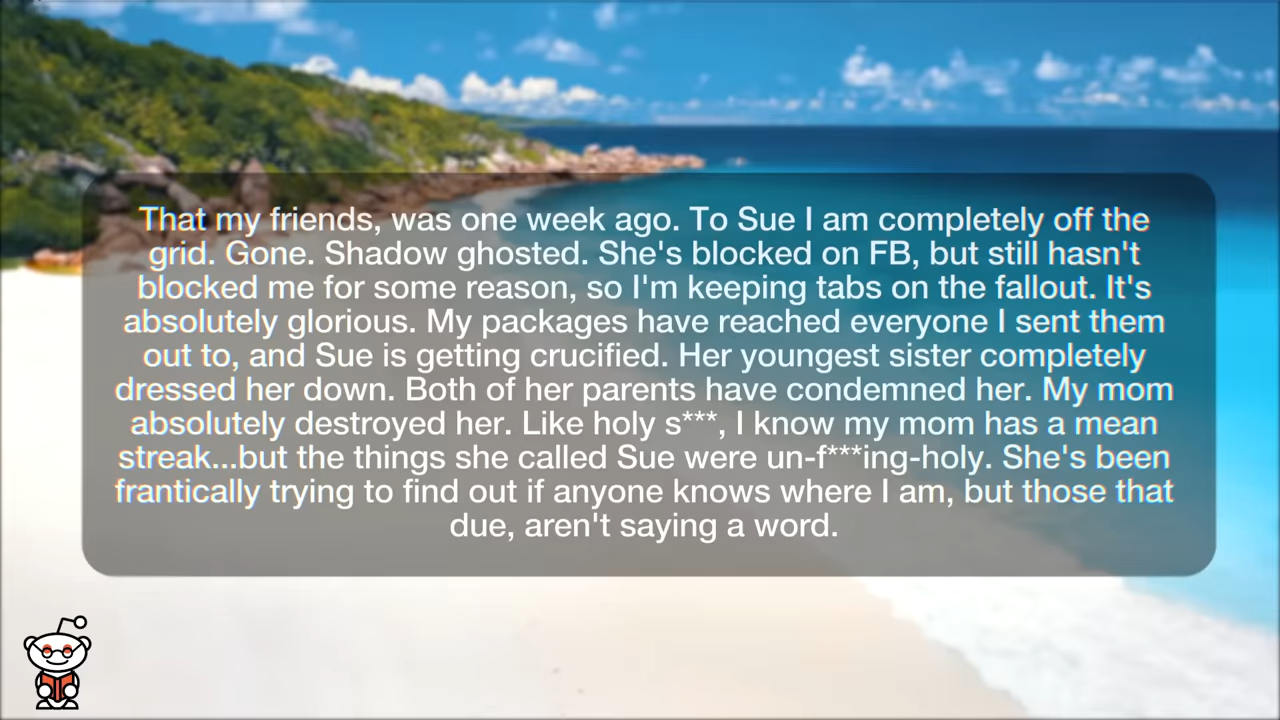 That my friends, was one week ago. To Sue I am completely off the
grid. Gone. Shadow ghosted. She's blocked on FB, but still hasn't
blocked me for some reason, so I'm keeping tabs on the fallout. It's
absolutely glorious. My packages have reached everyone I sent them
out to, and Sue is getting crucified. Her youngest sister completely
dressed her down. Both of her parents have condemned her. My mom
absolutely destroyed her. Like holy s***, I know my mom has a mean
streak...but the things she called Sue were un-f***ing-holy. She's been
frantically trying to find out if anyone knows where I am, but those that
due, aren't saying a word.